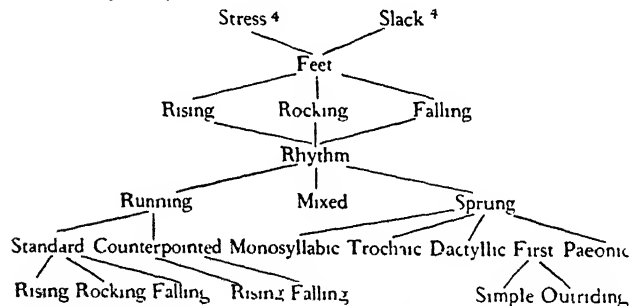 Stress 4 Slack 4
Feet
Rising Rocking Falling
Rhythm
Running Mixed Sprung
Standard Counterpointed Monosyllabic Trochaic Dactyllic First Paeonic
Rising Rocking Falling Rising Falling Simple Outriding